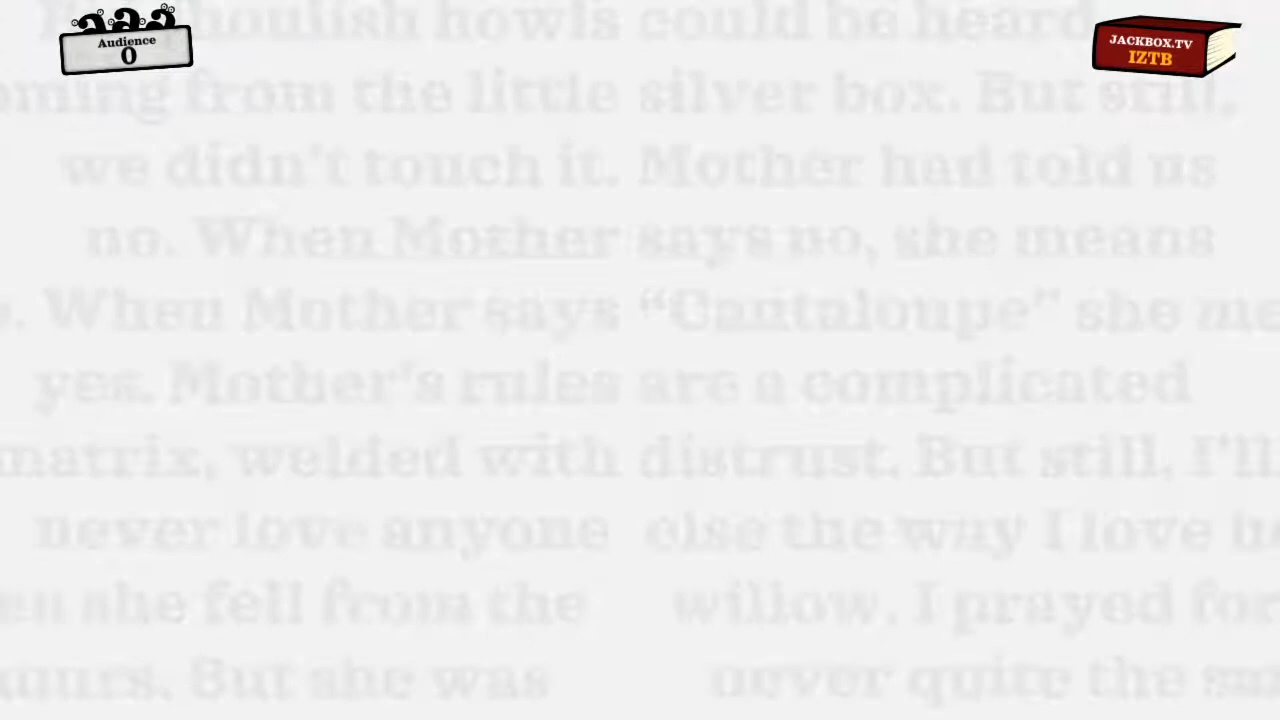 Audience
0
JACKBOX.TV
IZTB
ghoulish howls could be heard
coming from the little silver box. But still,
we didn't touch it. Mother had told us
no. When Mother says no, she means
. When Mother says “Cantaloupe” she
yes. Mother's rules are a complicated
matrix, welded with distrust. But still, I'll
never love anyone else the way I love
she fell from the willow. I prayed for
. But she was never quite the